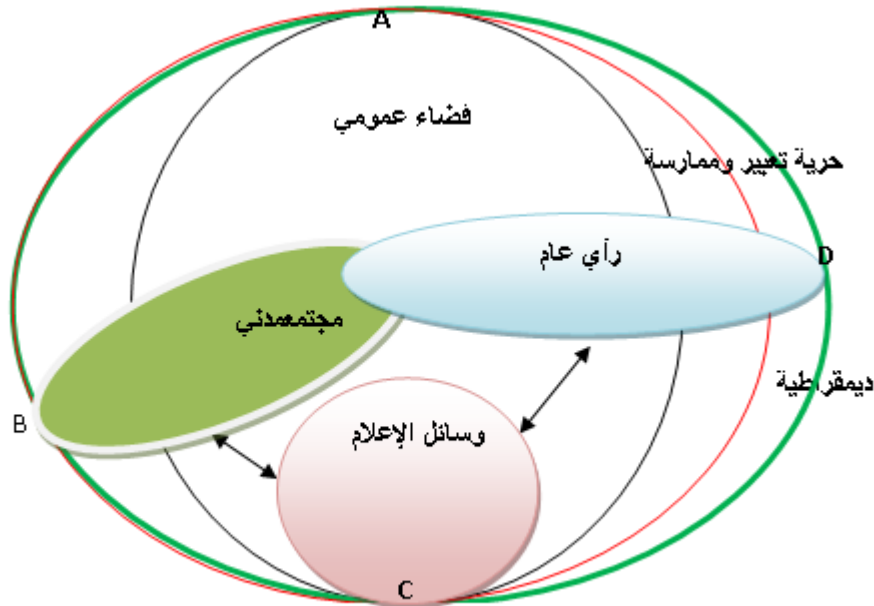 A
فضاء عمومي
حرية تعبير وممارسة
رأي عام
D
مجتمعمدني
ديمقراطية
B
وسائل الإعلام
C